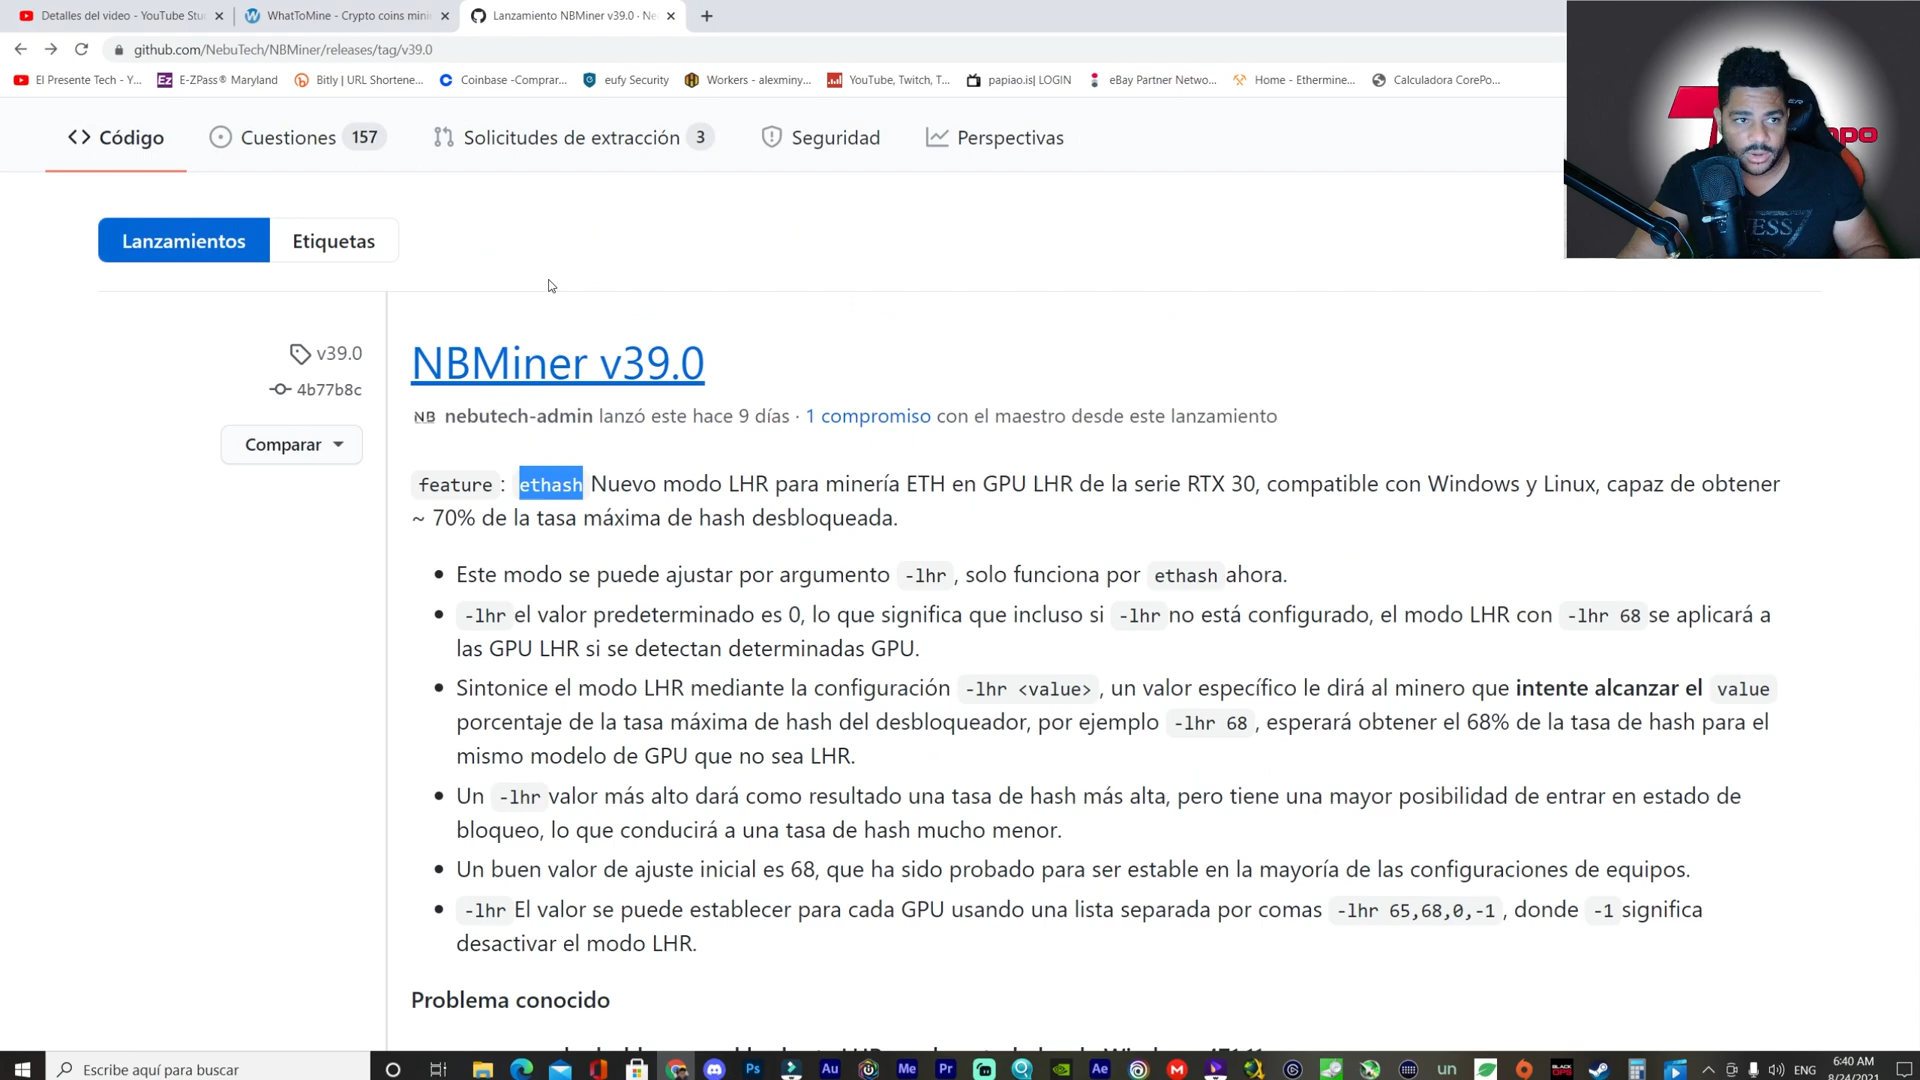 Detalles del video - YouTube Stu
WhatToMine - Crypto coins mini
Lanzamiento NBMiner v39.0 · Ne
github.com/NebuTech/NBMiner/releases/tag/v39.0
El Presente Tech - Y...
E-ZPass® Maryland
Bitly | URL Shortene...
Coinbase -Comprar...
eufy Security
Workers - alexminy...
YouTube, Twitch, T...
papiao.is| LOGIN
eBay Partner Netwo...
Home - Ethermine...
Calculadora CorePo...
Código
Cuestiones 157
Solicitudes de extracción 3
Seguridad
Perspectivas
Lanzamientos
Etiquetas
v39.0
4b77b8c
Comparar
NBMiner v39.0
NB nebutech-admin lanzó este hace 9 días · 1 compromiso con el maestro desde este lanzamiento
feature : ethash Nuevo modo LHR para minería ETH en GPU LHR de la serie RTX 30, compatible con Windows y Linux, capaz de obtener
~ 70% de la tasa máxima de hash desbloqueada.
• Este modo se puede ajustar por argumento -lhr , solo funciona por ethash ahora.
• -lhr el valor predeterminado es 0, lo que significa que incluso si -lhr no está configurado, el modo LHR con -lhr 68 se aplicará a
las GPU LHR si se detectan determinadas GPU.
• Sintonice el modo LHR mediante la configuración -lhr <value> , un valor específico le dirá al minero que intente alcanzar el value
porcentaje de la tasa máxima de hash del desbloqueador, por ejemplo -lhr 68 , esperará obtener el 68% de la tasa de hash para el
mismo modelo de GPU que no sea LHR.
• Un -lhr valor más alto dará como resultado una tasa de hash más alta, pero tiene una mayor posibilidad de entrar en estado de
bloqueo, lo que conducirá a una tasa de hash mucho menor.
• Un buen valor de ajuste inicial es 68, que ha sido probado para ser estable en la mayoría de las configuraciones de equipos.
• -lhr El valor se puede establecer para cada GPU usando una lista separada por comas -lhr 65,68,0,-1 , donde -1 significa
desactivar el modo LHR.
Problema conocido
Escribe aquí para buscar
Ps
Au
Me
Pr
Ae
un
ENG
6:40 AM
8/24/2021